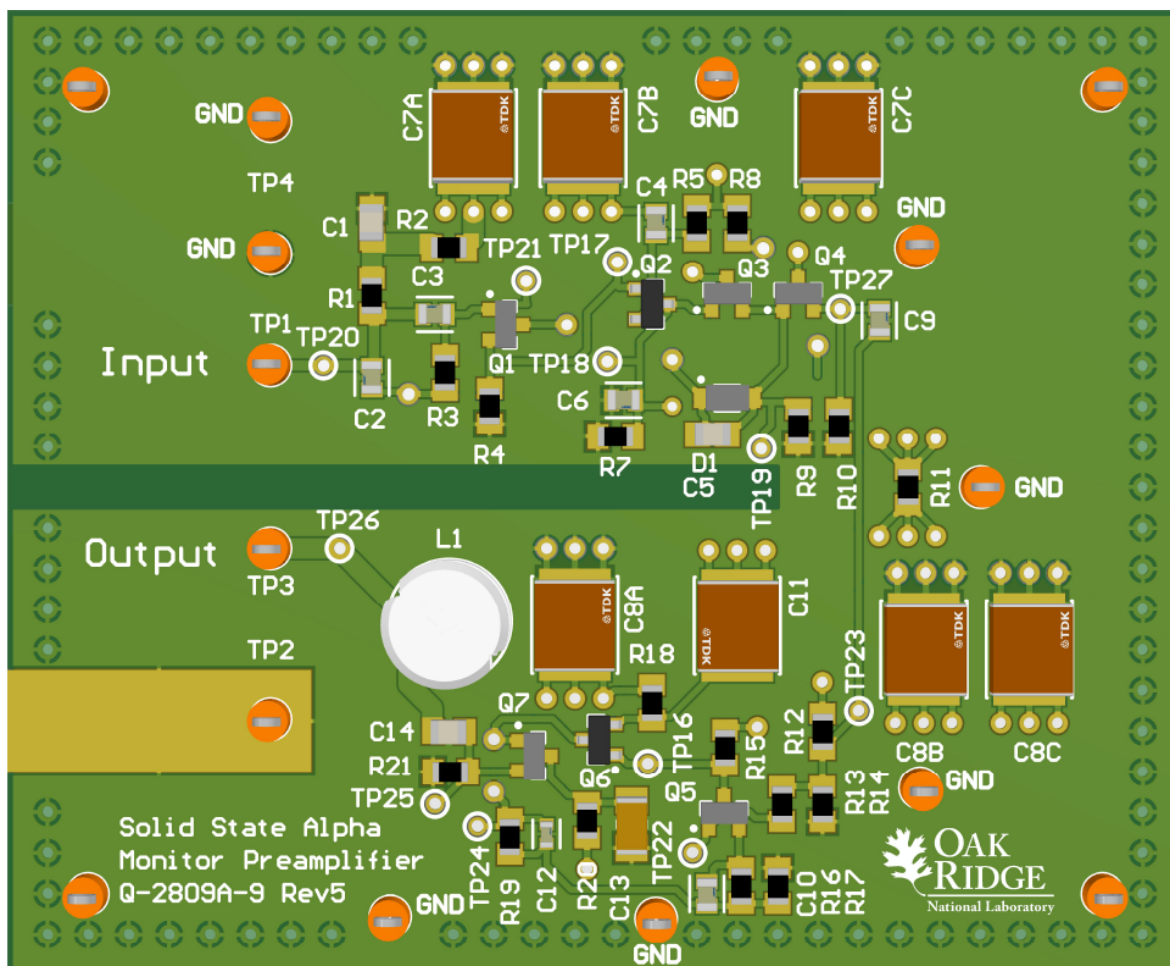 GND
C7A
©TDK
C7B
©TDK
GND
C7C
©TDK
TP4
C4
R5
R8
GND
C1
R2
GND
TP21
TP17
Q2
Q3
Q4
TP27
C3
R1
C9
TP1
TP20
Input
Q1
TP18
C2
R3
C6
R4
R7
D1
C5
TP19
R9
R10
R11
GND
TP26
Output
TP3
L1
©TDK
C8A
©TDK
C11
©TDK
©TDK
TP2
R18
TP23
Q7
C14
TP16
R15
R12
C8B
C8C
R21
Q6
Q5
GND
TP25
R13
R14
Solid State Alpha
Monitor Preamplifier
Q-2809A-9 Rev5
TP24
R19
C12
C13
TP22
C10
R16
R17
OAK
RIDGE
National Laboratory
GND
GND